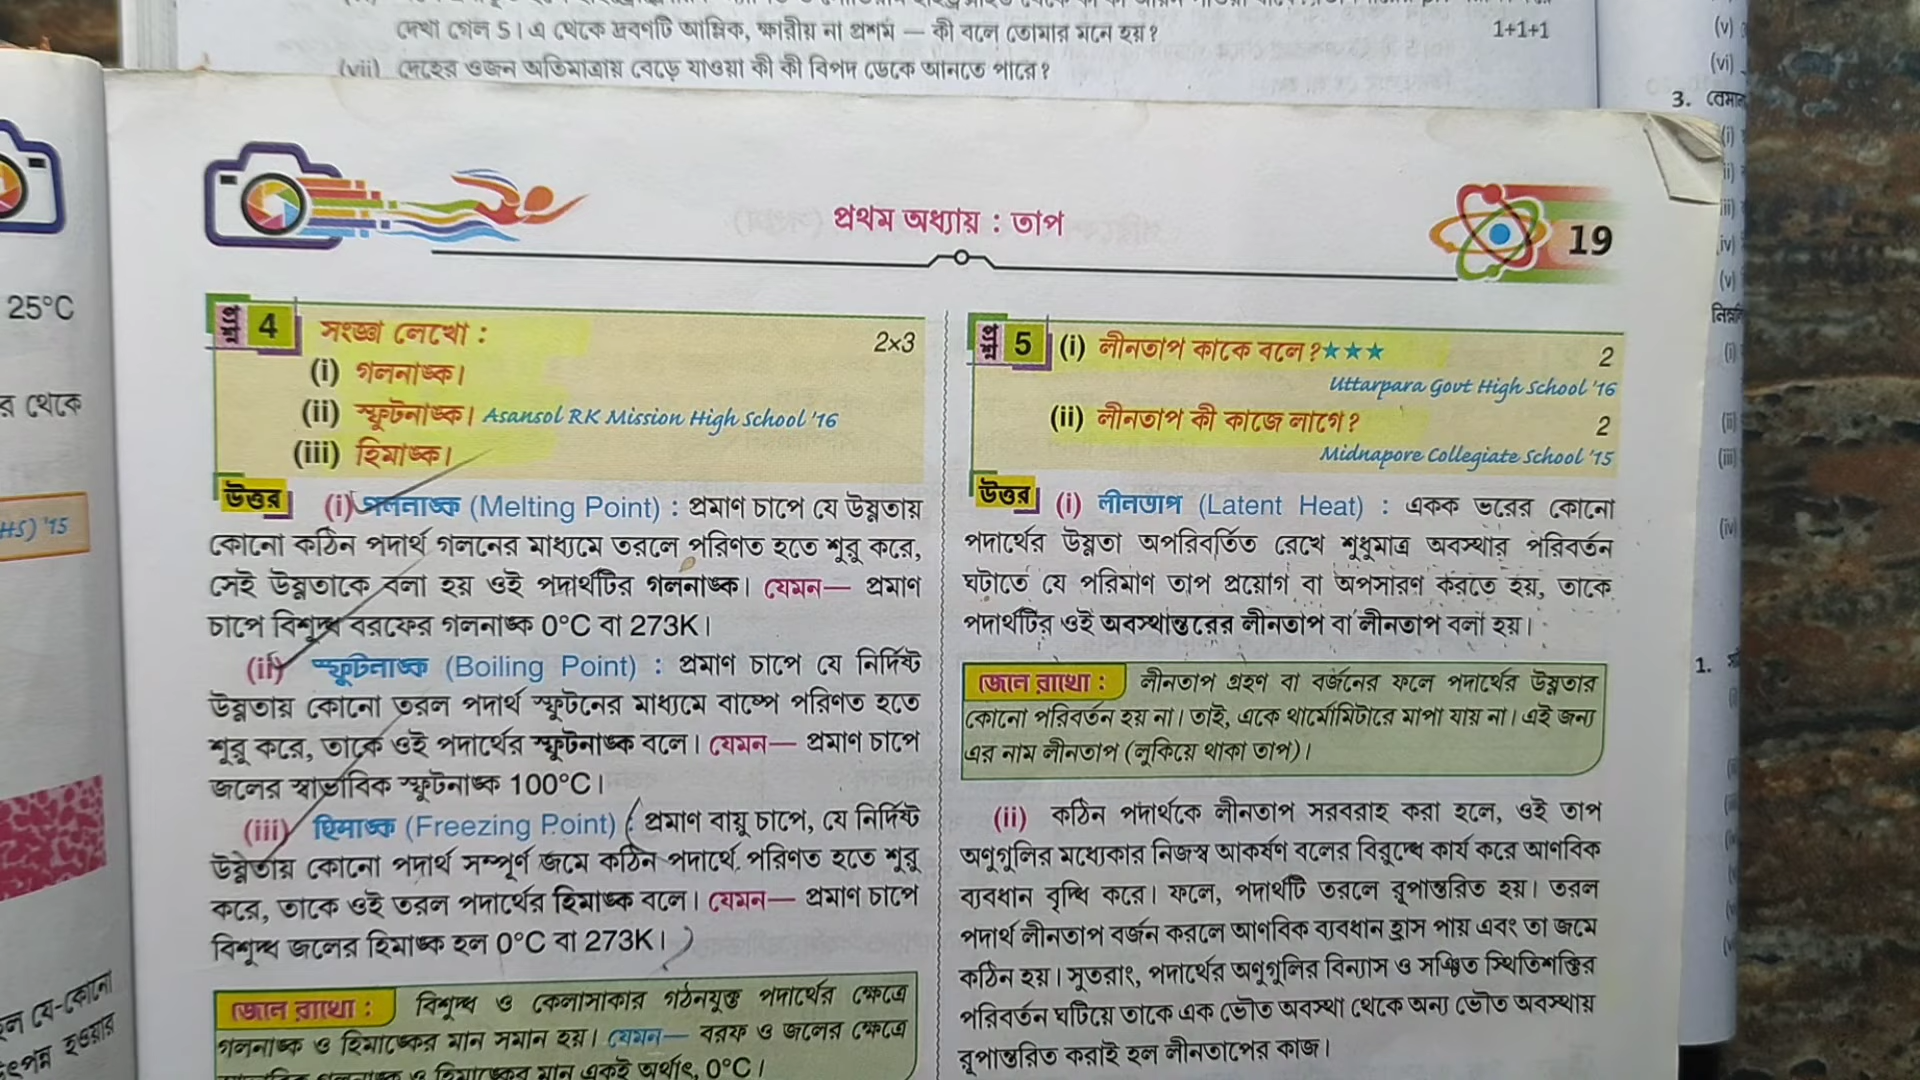 দেখা গেল 5। এ থেকে দ্রবণটি আম্লিক, ক্ষারীয় না প্রশম — কী বলে তোমার মনে হয়? 1+1+1
(vii) দেহের ওজন অতিমাত্রায় বেড়ে যাওয়া কী কী বিপদ ডেকে আনতে পারে?
(v)
(vi)
3.
25°C
র থেকে
HS) '15
প্রথম অধ্যায় : তাপ
19
প্রশ্ন 4 সংজ্ঞা লেখো : 2×3
(i) গলনাঙ্ক।
(ii) স্ফুটনাঙ্ক। Asansol RK Mission High School '16
(iii) হিমাঙ্ক।
উত্তর (i) গলনাঙ্ক (Melting Point) : প্রমাণ চাপে যে উষ্ণতায়
কোনো কঠিন পদার্থ গলনের মাধ্যমে তরলে পরিণত হতে শুরু করে,
সেই উষ্ণতাকে বলা হয় ওই পদার্থটির গলনাঙ্ক। যেমন— প্রমাণ
চাপে বিশুদ্ধ বরফের গলনাঙ্ক 0°C বা 273K।
(ii) স্ফুটনাঙ্ক (Boiling Point) : প্রমাণ চাপে যে নির্দিষ্ট
উষ্ণতায় কোনো তরল পদার্থ স্ফুটনের মাধ্যমে বাষ্পে পরিণত হতে
শুরু করে, তাকে ওই পদার্থের স্ফুটনাঙ্ক বলে। যেমন— প্রমাণ চাপে
জলের স্বাভাবিক স্ফুটনাঙ্ক 100°C।
(iii) হিমাঙ্ক (Freezing Point) : প্রমাণ বায়ু চাপে, যে নির্দিষ্ট
উষ্ণতায় কোনো পদার্থ সম্পূর্ণ জমে কঠিন পদার্থে পরিণত হতে শুরু
করে, তাকে ওই তরল পদার্থের হিমাঙ্ক বলে। যেমন— প্রমাণ চাপে
বিশুদ্ধ জলের হিমাঙ্ক হল 0°C বা 273K।
জেনে রাখো : বিশুদ্ধ ও কেলাসাকার গঠনযুক্ত পদার্থের ক্ষেত্রে
গলনাঙ্ক ও হিমাঙ্কের মান সমান হয়। যেমন— বরফ ও জলের ক্ষেত্রে
গলনাঙ্ক ও হিমাঙ্কের মান একই অর্থাৎ, 0°C।
প্রশ্ন 5 (i) লীনতাপ কাকে বলে?★★★ 2
Uttarpara Govt High School '16
(ii) লীনতাপ কী কাজে লাগে? 2
Midnapore Collegiate School '15
উত্তর (i) লীনতাপ (Latent Heat) : একক ভরের কোনো
পদার্থের উষ্ণতা অপরিবর্তিত রেখে শুধুমাত্র অবস্থার পরিবর্তন
ঘটাতে যে পরিমাণ তাপ প্রয়োগ বা অপসারণ করতে হয়, তাকে
পদার্থটির ওই অবস্থান্তরের লীনতাপ বা লীনতাপ বলা হয়।
জেনে রাখো : লীনতাপ গ্রহণ বা বর্জনের ফলে পদার্থের উষ্ণতার
কোনো পরিবর্তন হয় না। তাই, একে থার্মোমিটারে মাপা যায় না। এই জন্য
এর নাম লীনতাপ (লুকিয়ে থাকা তাপ)।
(ii) কঠিন পদার্থকে লীনতাপ সরবরাহ করা হলে, ওই তাপ
অণুগুলির মধ্যেকার নিজস্ব আকর্ষণ বলের বিরুদ্ধে কার্য করে আণবিক
ব্যবধান বৃদ্ধি করে। ফলে, পদার্থটি তরলে রূপান্তরিত হয়। তরল
পদার্থ লীনতাপ বর্জন করলে আণবিক ব্যবধান হ্রাস পায় এবং তা জমে
কঠিন হয়। সুতরাং, পদার্থের অণুগুলির বিন্যাস ও সঞ্চিত স্থিতিশক্তির
পরিবর্তন ঘটিয়ে তাকে এক ভৌত অবস্থা থেকে অন্য ভৌত অবস্থায়
রূপান্তরিত করাই হল লীনতাপের কাজ।
যে-কোনো
হওয়ার
1.